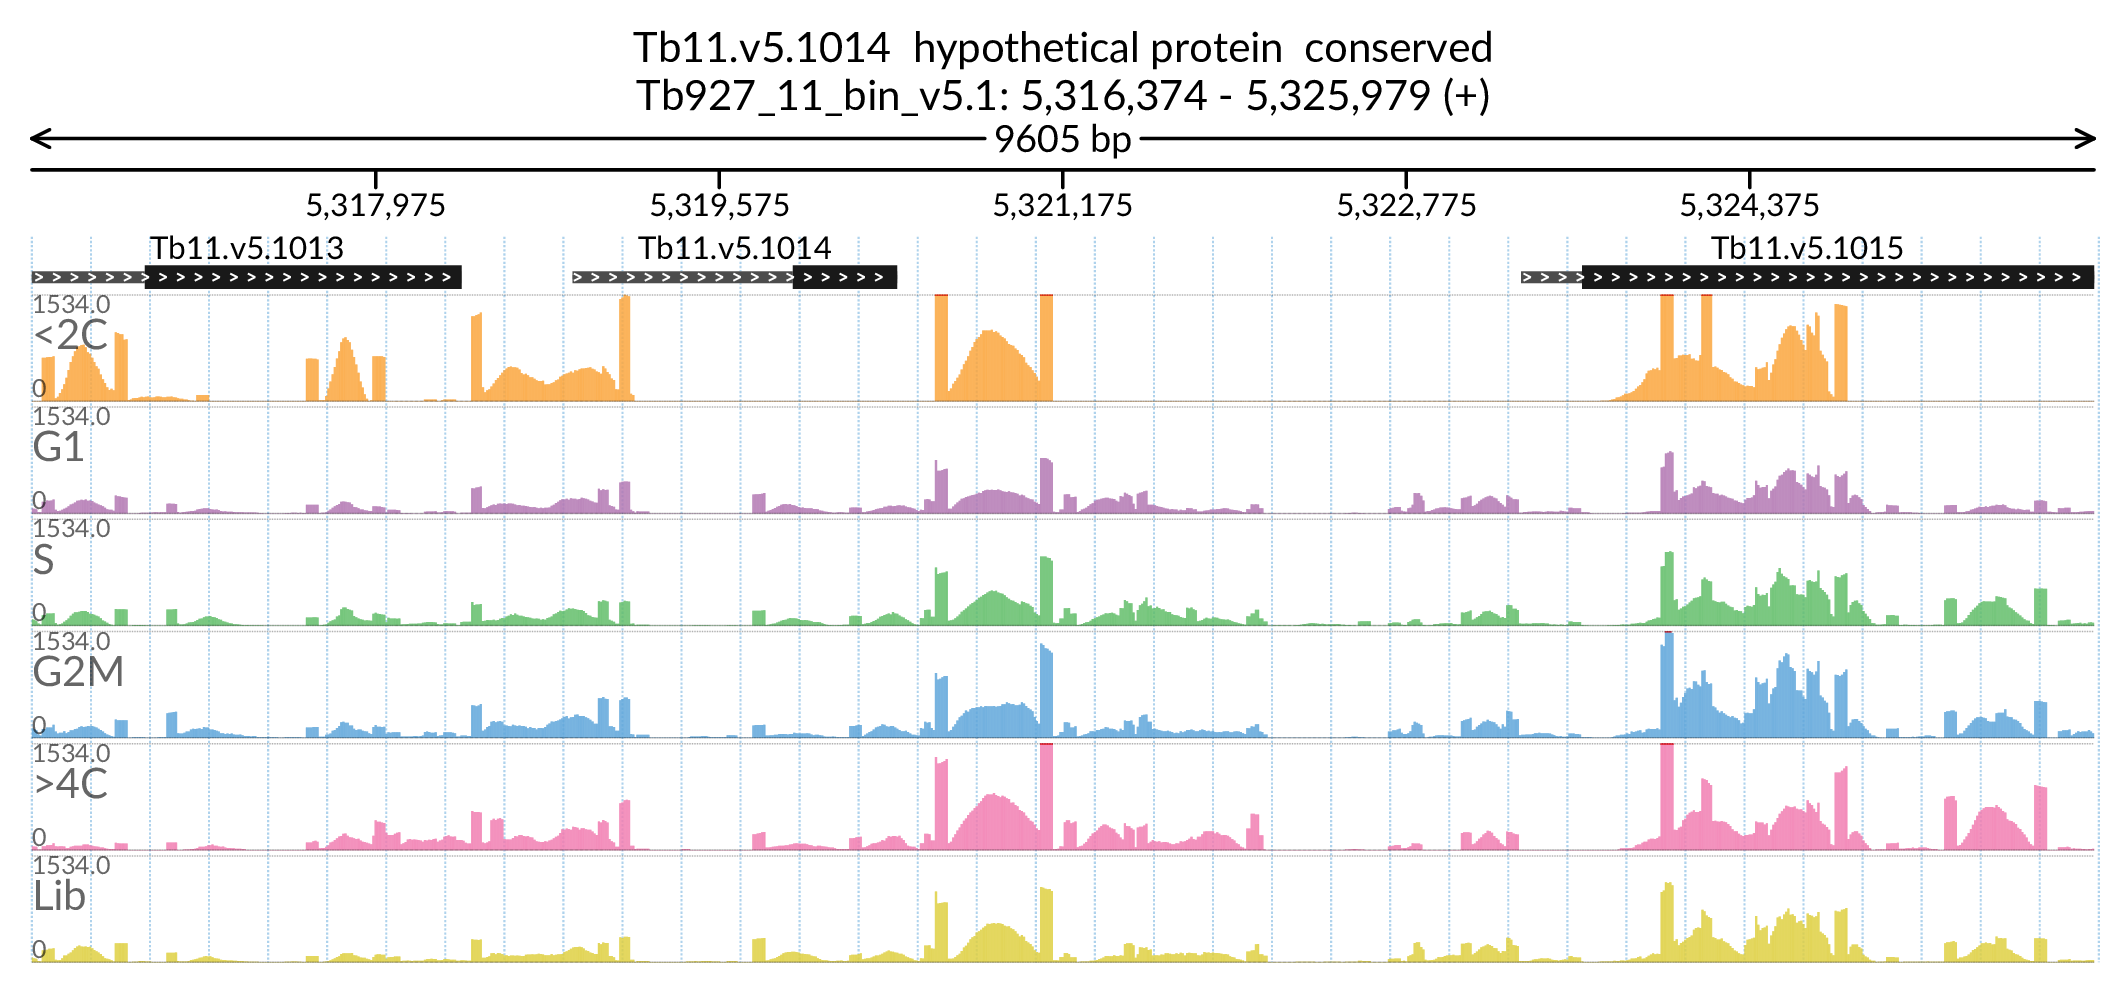 Tb11.v5.1014 hypothetical protein conserved
Tb927_11_bin_v5.1: 5,316,374 - 5,325,979 (+)
9605 bp
5,317,975 5,319,575 5,321,175 5,322,775 5,324,375
Tb11.v5.1013 Tb11.v5.1014 Tb11.v5.1015
1534.0
<2C
0
1534.0
G1
0
1534.0
S
0
1534.0
G2M
0
1534.0
>4C
0
1534.0
Lib
0